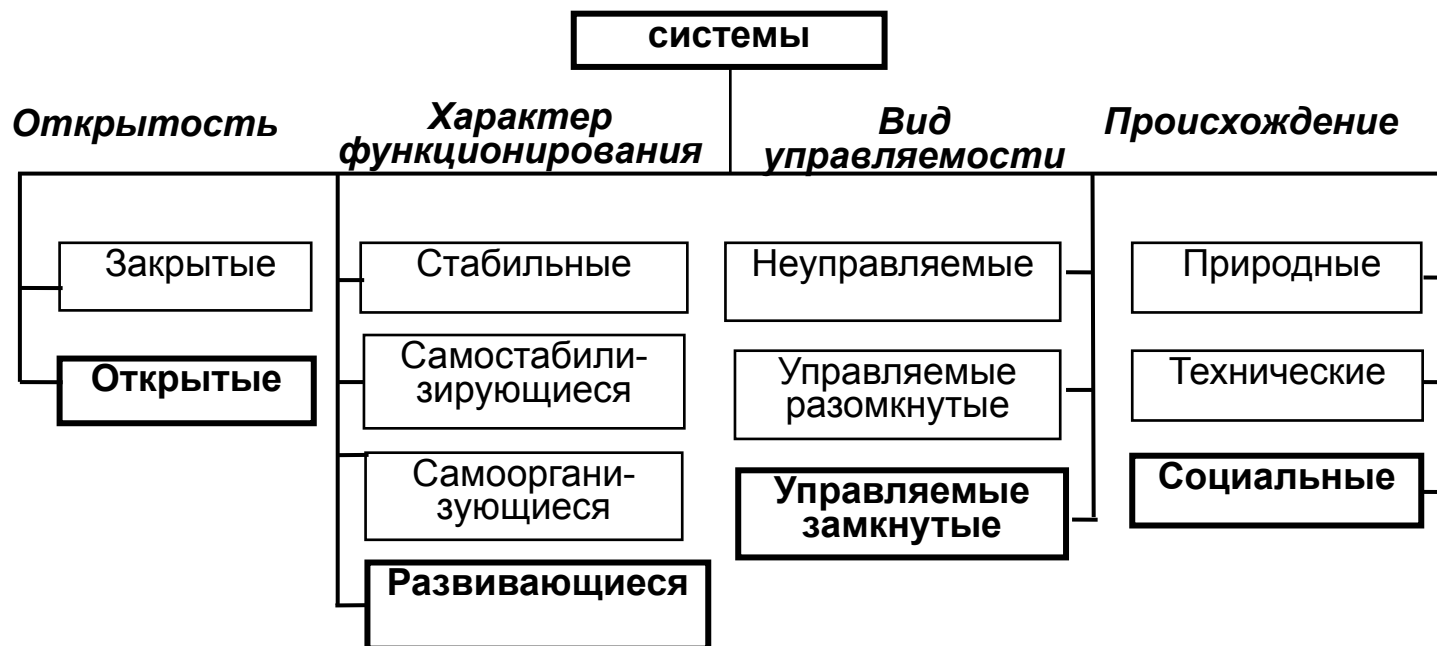 системы
Открытость
Характер
функционирования
Вид
управляемости
Происхождение
Закрытые
Открытые
Стабильные
Самостабили-
зирующиеся
Самооргани-
зующиеся
Развивающиеся
Неуправляемые
Управляемые
разомкнутые
Управляемые
замкнутые
Природные
Технические
Социальные